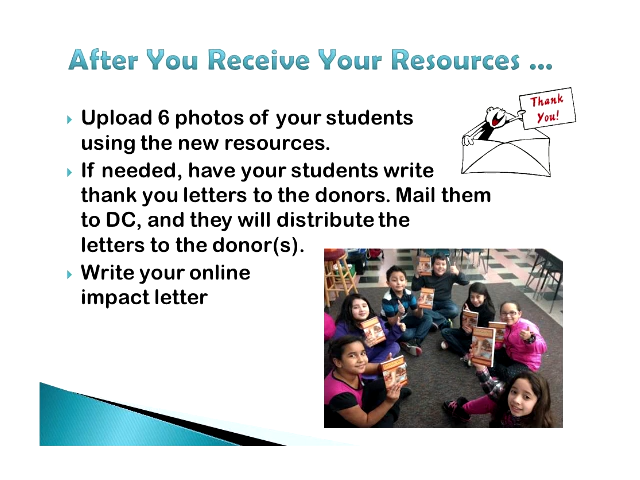 After You Receive Your Resources ...
Thank
You!
Upload 6 photos of your students
using the new resources.
If needed, have your students write
thank you letters to the donors. Mail them
to DC, and they will distribute the
letters to the donor(s).
Write your online
impact letter